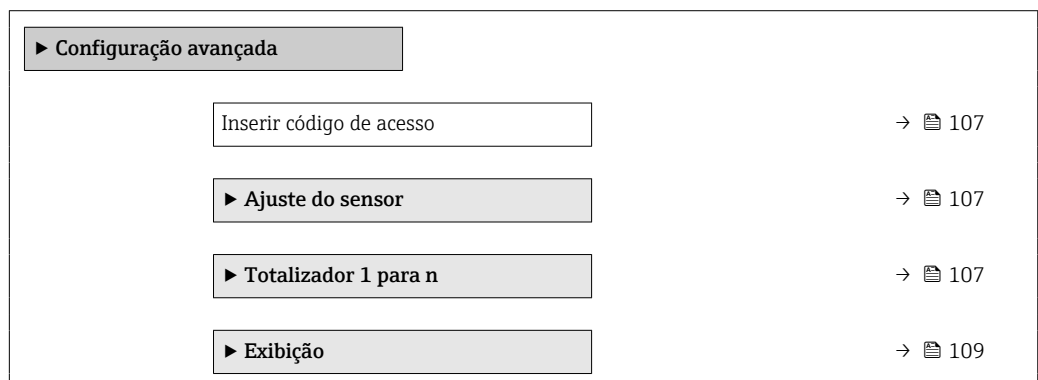 ▶ Configuração avançada
Inserir código de acesso → 107
▶ Ajuste do sensor → 107
▶ Totalizador 1 para n → 107
▶ Exibição → 109